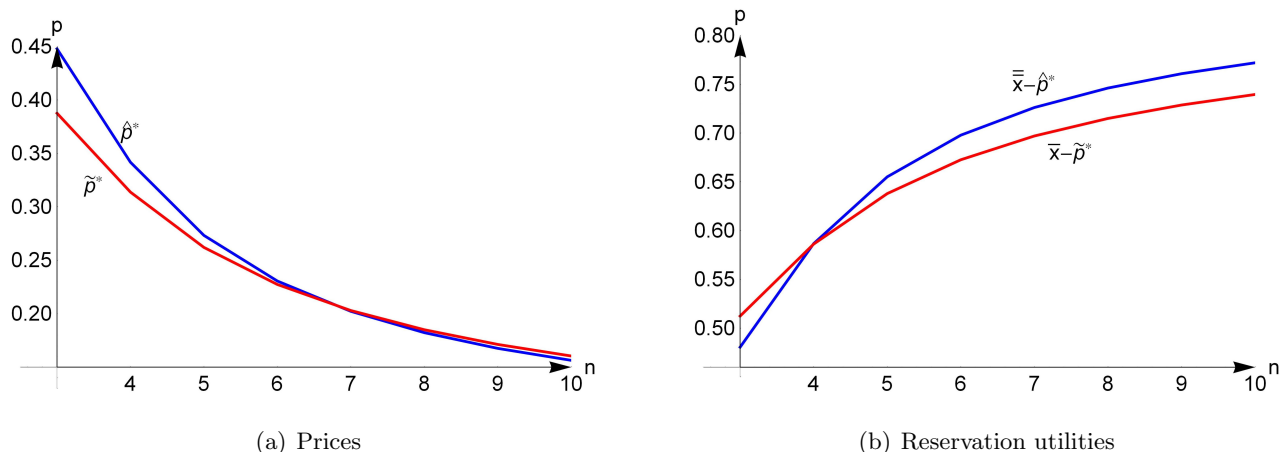 p
0.45
0.40
0.35
0.30
0.25
0.20
p̂*
p̃*
4 5 6 7 8 9 10 n
(a) Prices
p
0.80
0.75
0.70
0.65
0.60
0.55
0.50
x̿−p̂*
x̄−p̃*
4 5 6 7 8 9 10 n
(b) Reservation utilities